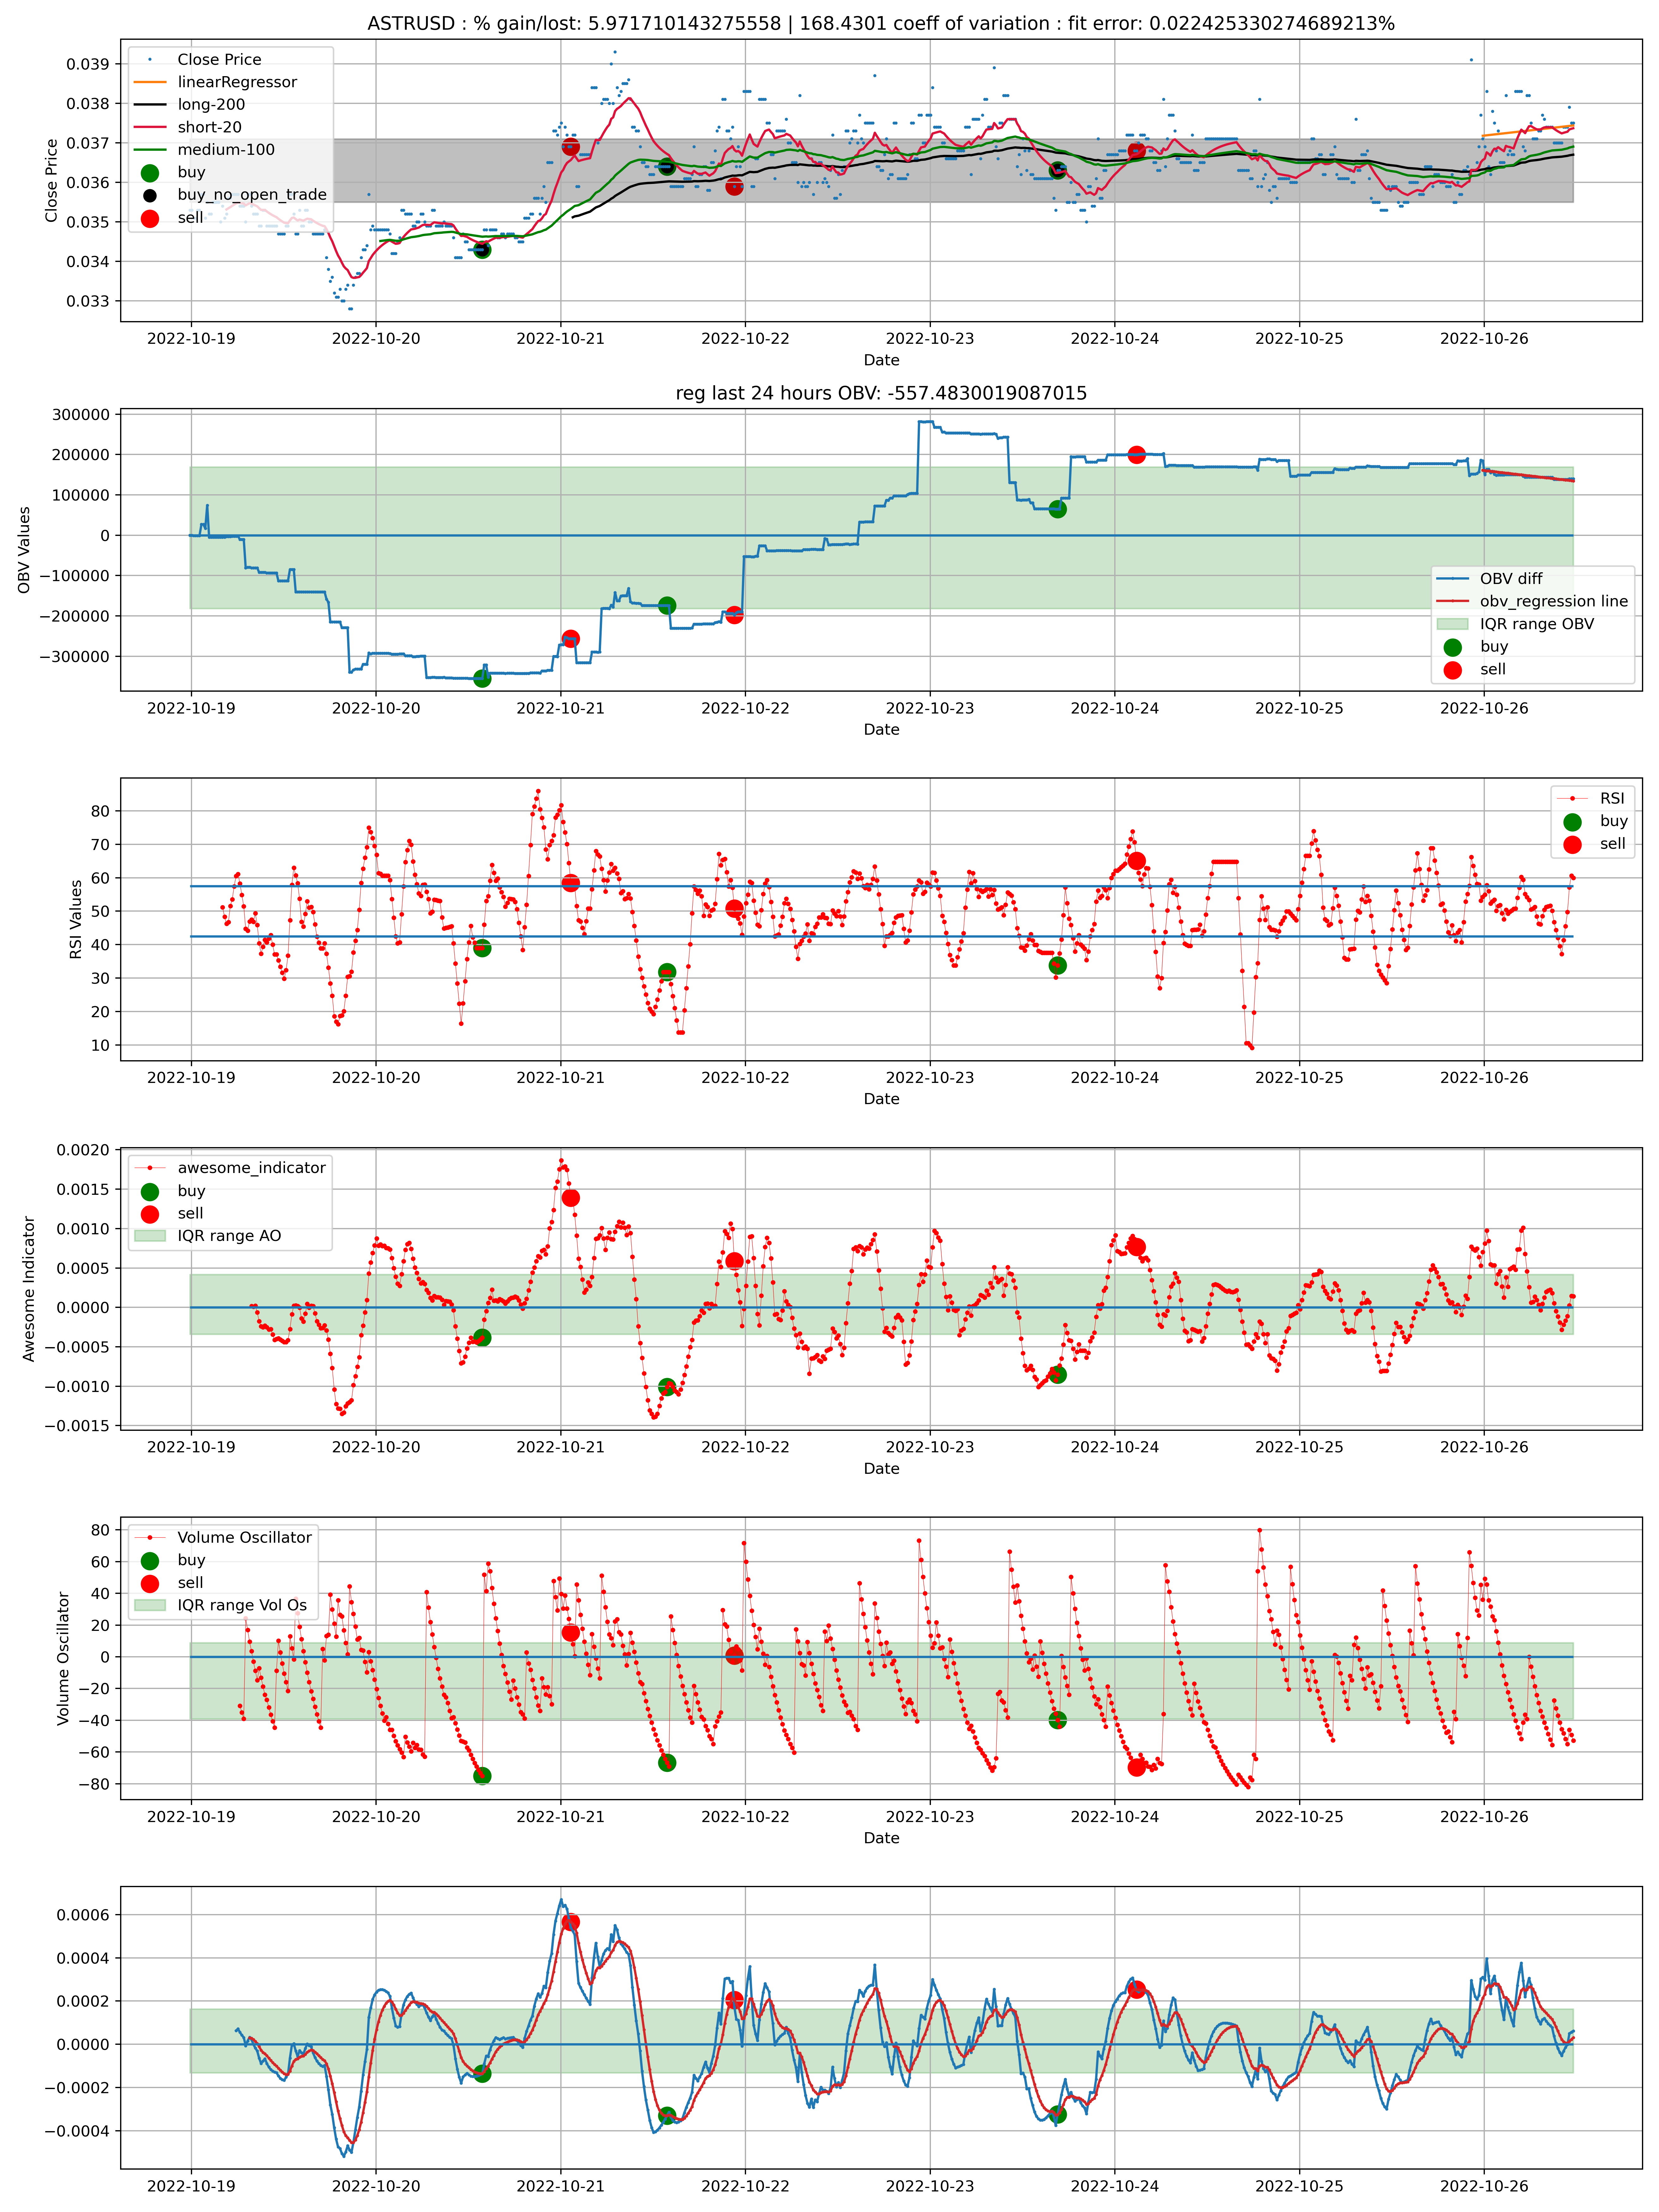 ASTRUSD : % gain/lost: 5.971710143275558 | 168.4301 coeff of variation : fit error: 0.022425330274689213%
Close Price
linearRegressor
long-200
short-20
medium-100
buy
buy_no_open_trade
sell
0.039
0.038
0.037
0.036
0.035
0.034
0.033
Close Price
2022-10-19 2022-10-20 2022-10-21 2022-10-22 2022-10-23 2022-10-24 2022-10-25 2022-10-26
Date
reg last 24 hours OBV: -557.4830019087015
300000
200000
100000
0
−100000
−200000
−300000
OBV Values
OBV diff
obv_regression line
IQR range OBV
buy
sell
2022-10-19 2022-10-20 2022-10-21 2022-10-22 2022-10-23 2022-10-24 2022-10-25 2022-10-26
Date
80
70
60
50
40
30
20
10
RSI Values
RSI
buy
sell
2022-10-19 2022-10-20 2022-10-21 2022-10-22 2022-10-23 2022-10-24 2022-10-25 2022-10-26
Date
0.0020
0.0015
0.0010
0.0005
0.0000
−0.0005
−0.0010
−0.0015
Awesome Indicator
awesome_indicator
buy
sell
IQR range AO
2022-10-19 2022-10-20 2022-10-21 2022-10-22 2022-10-23 2022-10-24 2022-10-25 2022-10-26
Date
80
60
40
20
0
−20
−40
−60
−80
Volume Oscillator
Volume Oscillator
buy
sell
IQR range Vol Os
2022-10-19 2022-10-20 2022-10-21 2022-10-22 2022-10-23 2022-10-24 2022-10-25 2022-10-26
Date
0.0006
0.0004
0.0002
0.0000
−0.0002
−0.0004
2022-10-19 2022-10-20 2022-10-21 2022-10-22 2022-10-23 2022-10-24 2022-10-25 2022-10-26